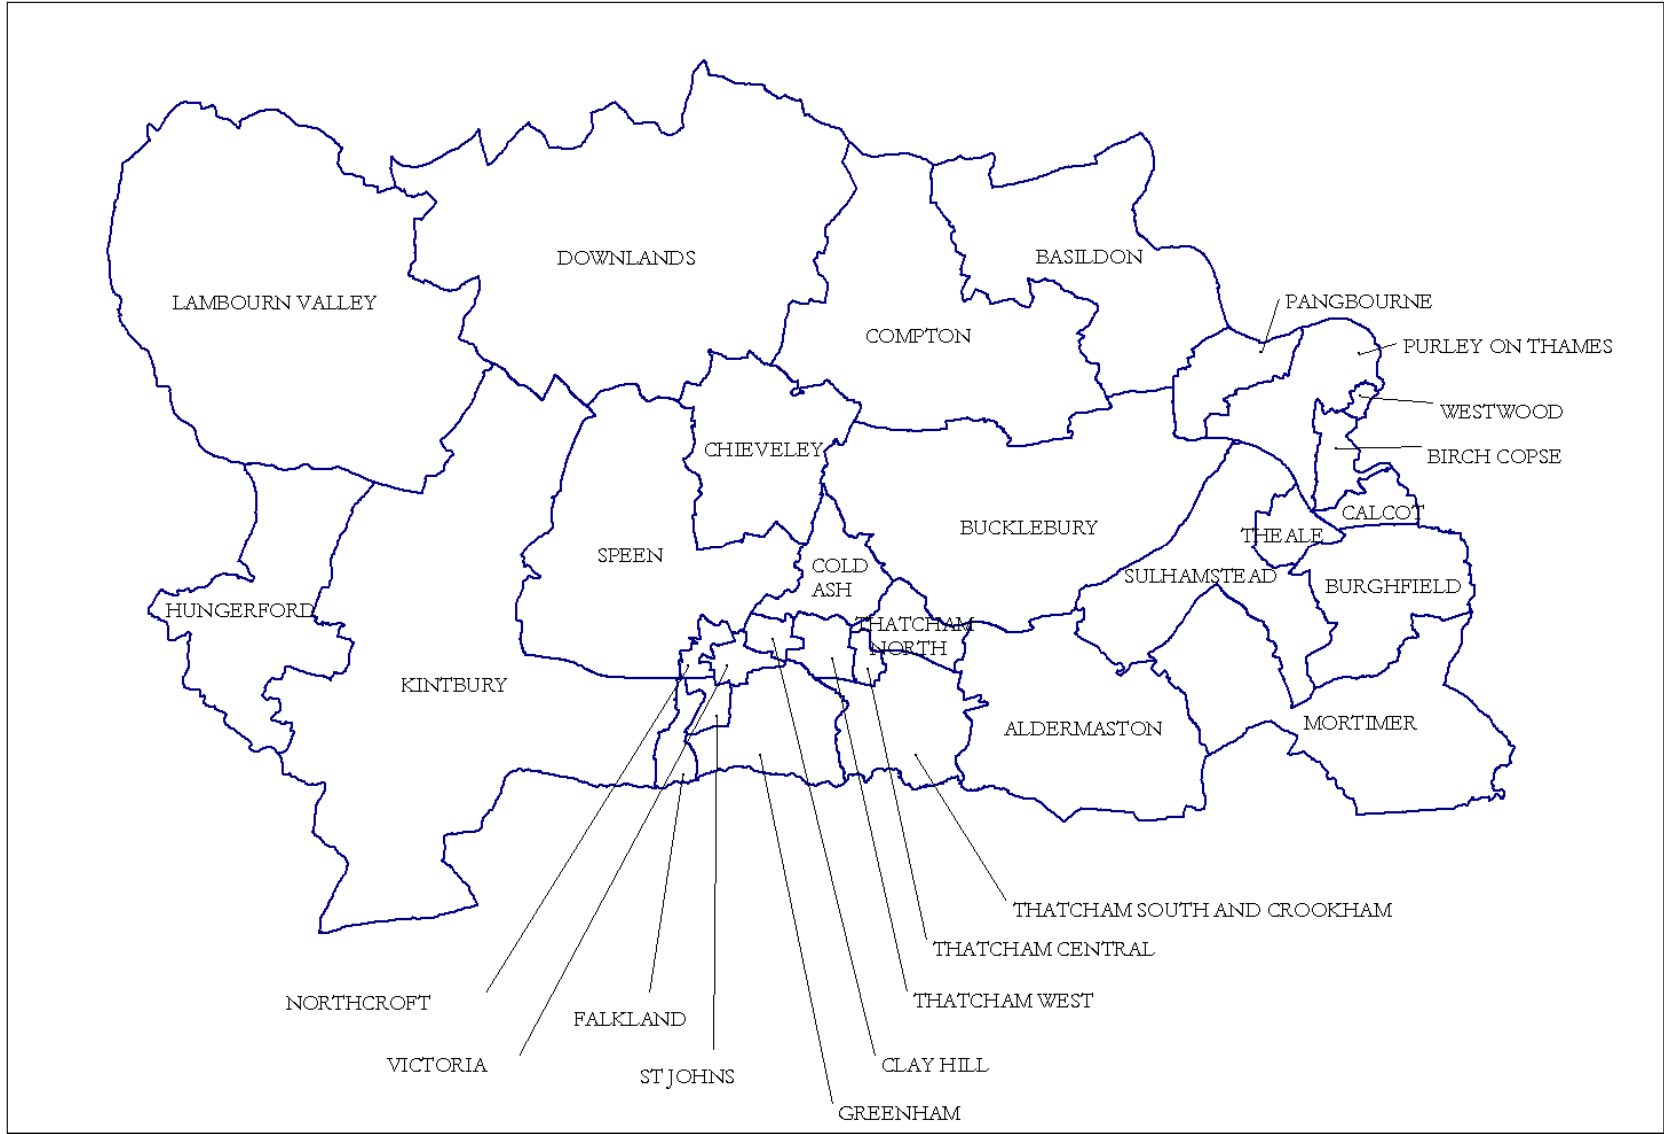 DOWNLANDS
BASILDON
LAMBOURN VALLEY
PANGBOURNE
COMPTON
PURLEY ON THAMES
WESTWOOD
CHIEVELEY
BIRCH COPSE
CALCOT
BUCKLEBURY
THEALE
SPEEN
COLD
ASH
SULHAMSTEAD
BURGHFIELD
HUNGERFORD
THATCHAM
NORTH
KINTBURY
MORTIMER
ALDERMASTON
THATCHAM SOUTH AND CROOKHAM
THATCHAM CENTRAL
NORTHCROFT
THATCHAM WEST
FALKLAND
VICTORIA
CLAY HILL
ST JOHNS
GREENHAM